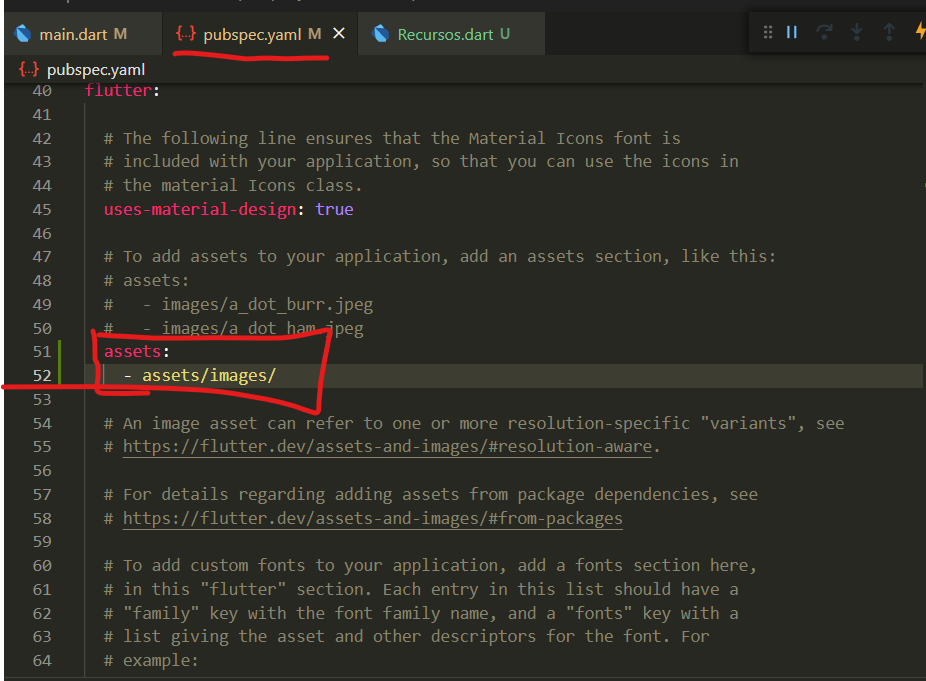 main.dart M
{..} pubspec.yaml M ×
Recursos.dart U
{..} pubspec.yaml
40 flutter:
41
42 # The following line ensures that the Material Icons font is
43 # included with your application, so that you can use the icons in
44 # the material Icons class.
45 uses-material-design: true
46
47 # To add assets to your application, add an assets section, like this:
48 # assets:
49 #   - images/a_dot_burr.jpeg
50 #   - images/a_dot_ham.jpeg
51 assets:
52   - assets/images/
53
54 # An image asset can refer to one or more resolution-specific "variants", see
55 # https://flutter.dev/assets-and-images/#resolution-aware.
56
57 # For details regarding adding assets from package dependencies, see
58 # https://flutter.dev/assets-and-images/#from-packages
59
60 # To add custom fonts to your application, add a fonts section here,
61 # in this "flutter" section. Each entry in this list should have a
62 # "family" key with the font family name, and a "fonts" key with a
63 # list giving the asset and other descriptors for the font. For
64 # example: